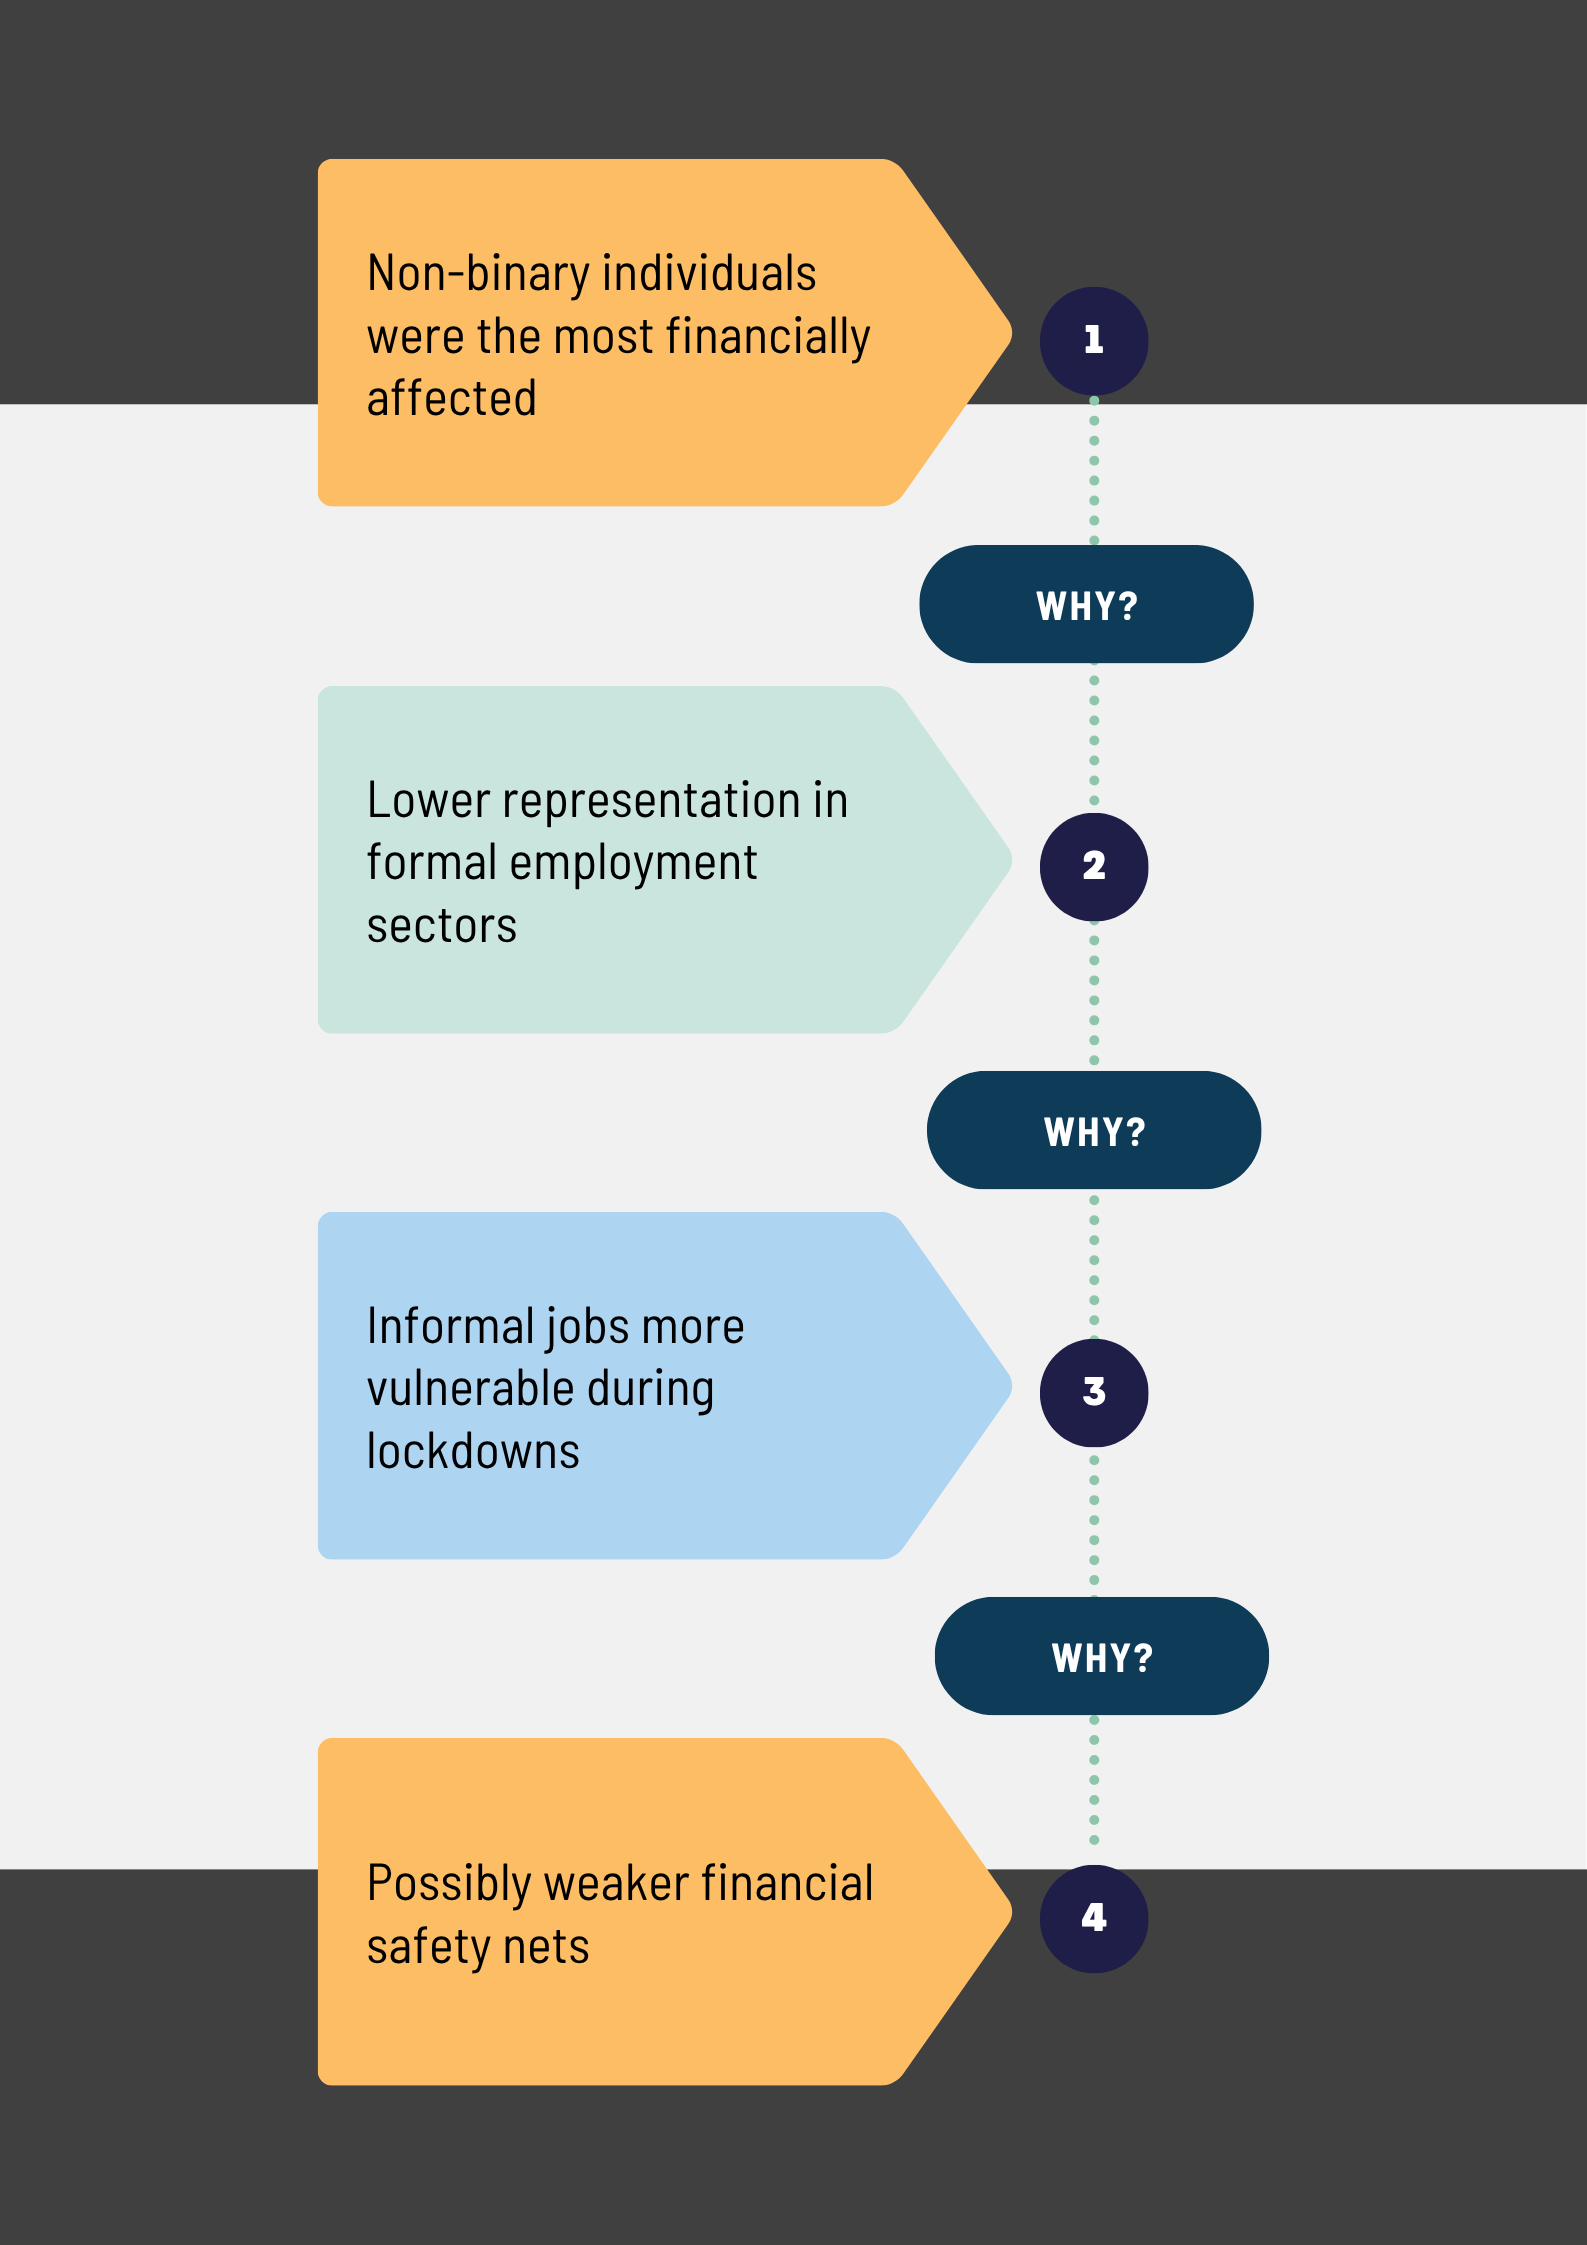 Non-binary individuals
were the most financially
affected
1
WHY?
Lower representation in
formal employment
sectors
2
WHY?
Informal jobs more
vulnerable during
lockdowns
3
WHY?
Possibly weaker financial
safety nets
4